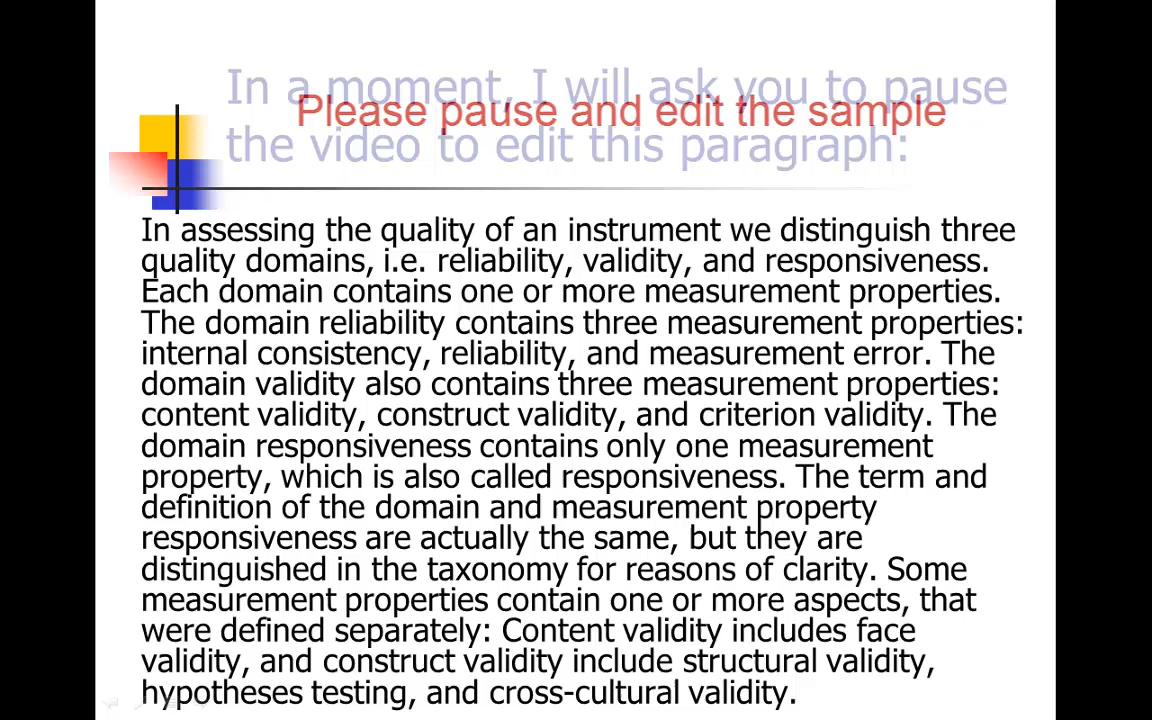 In a moment, I will ask you to pause
Please pause and edit the sample
the video to edit this paragraph:
In assessing the quality of an instrument we distinguish three
quality domains, i.e. reliability, validity, and responsiveness.
Each domain contains one or more measurement properties.
The domain reliability contains three measurement properties:
internal consistency, reliability, and measurement error. The
domain validity also contains three measurement properties:
content validity, construct validity, and criterion validity. The
domain responsiveness contains only one measurement
property, which is also called responsiveness. The term and
definition of the domain and measurement property
responsiveness are actually the same, but they are
distinguished in the taxonomy for reasons of clarity. Some
measurement properties contain one or more aspects, that
were defined separately: Content validity includes face
validity, and construct validity include structural validity,
hypotheses testing, and cross-cultural validity.